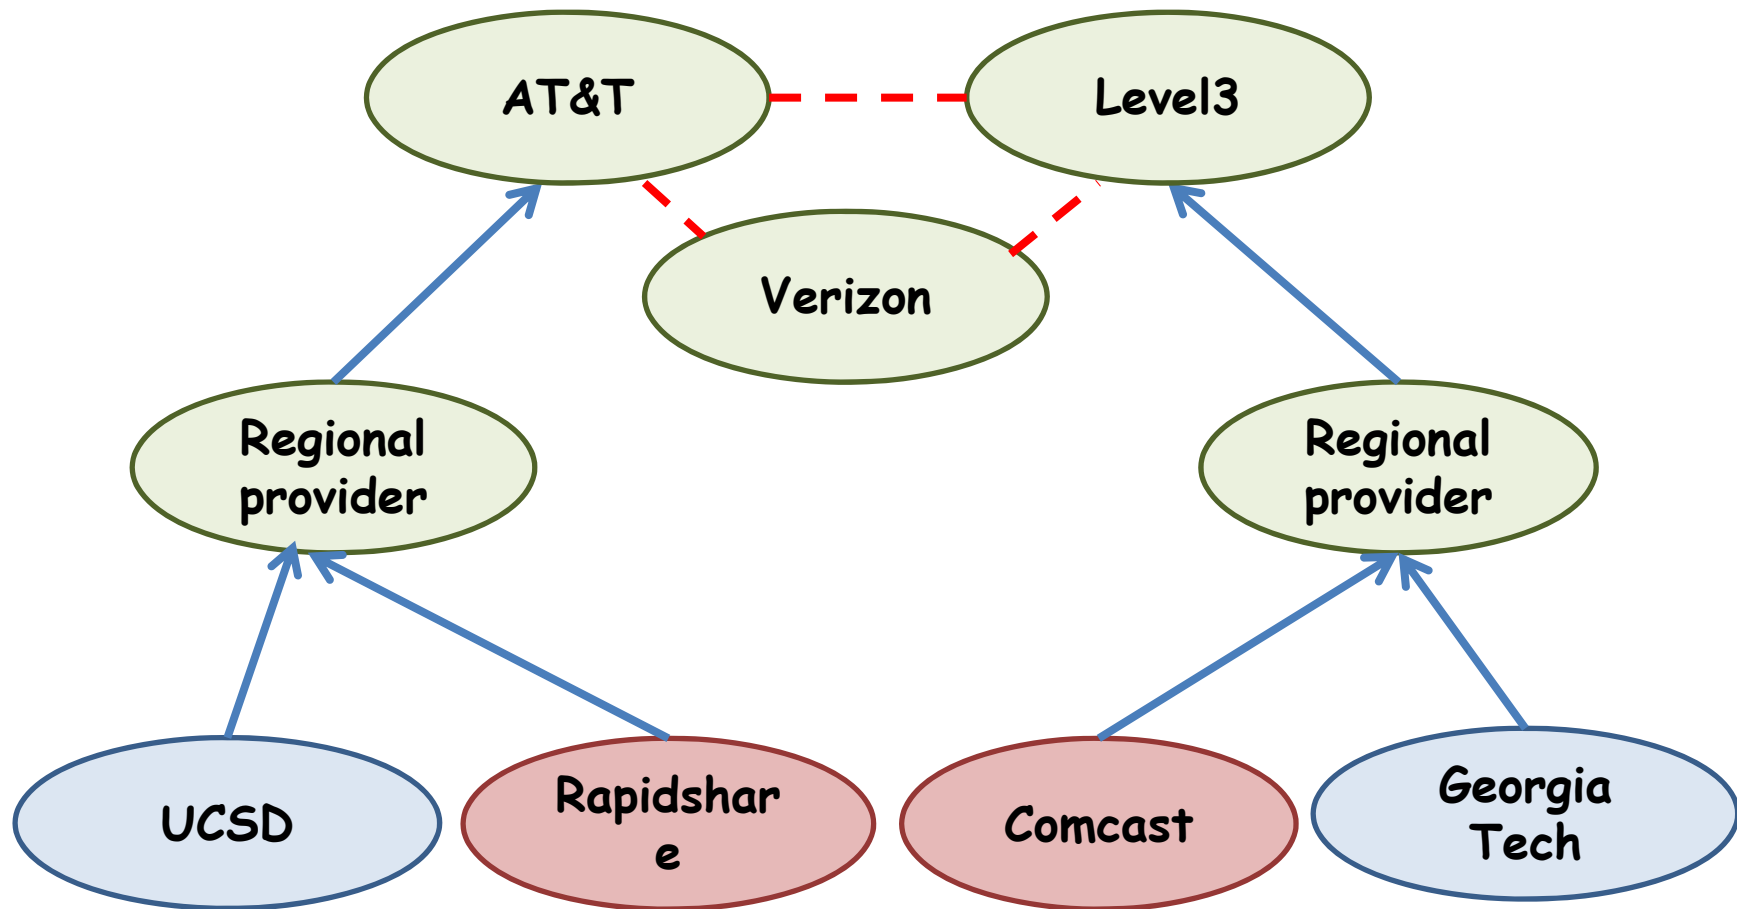 AT&T
Level3
Verizon
Regional
provider
Regional
provider
UCSD
Rapidshar
e
Comcast
Georgia
Tech